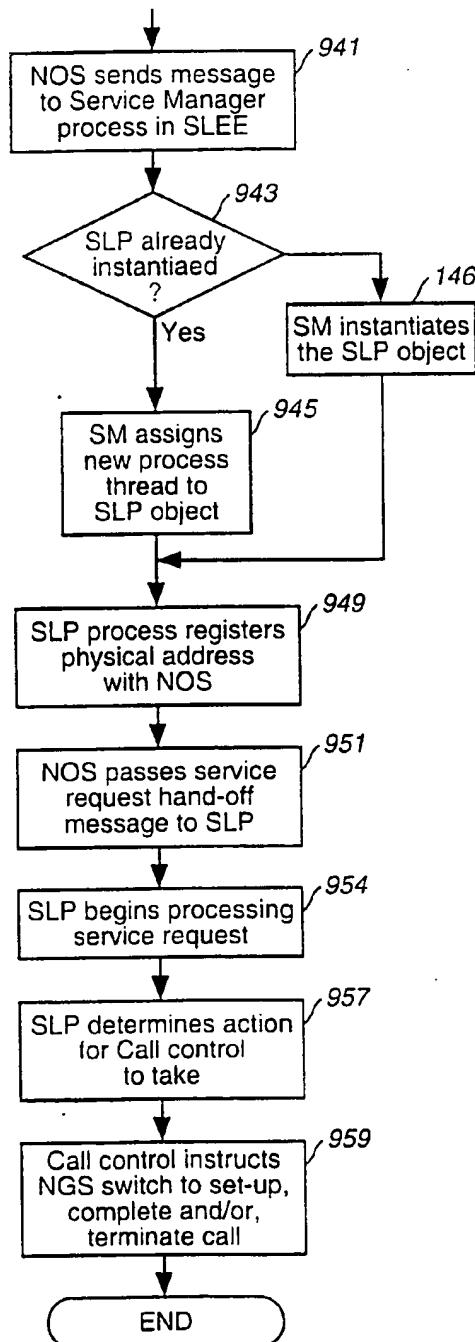 941
NOS sends message
to Service Manager
process in SLEE
943
SLP already
instantiaed
?
Yes
146
SM instantiates
the SLP object
945
SM assigns
new process
thread to
SLP object
949
SLP process registers
physical address
with NOS
951
NOS passes service
request hand-off
message to SLP
954
SLP begins processing
service request
957
SLP determines action
for Call control
to take
959
Call control instructs
NGS switch to set-up,
complete and/or,
terminate call
END